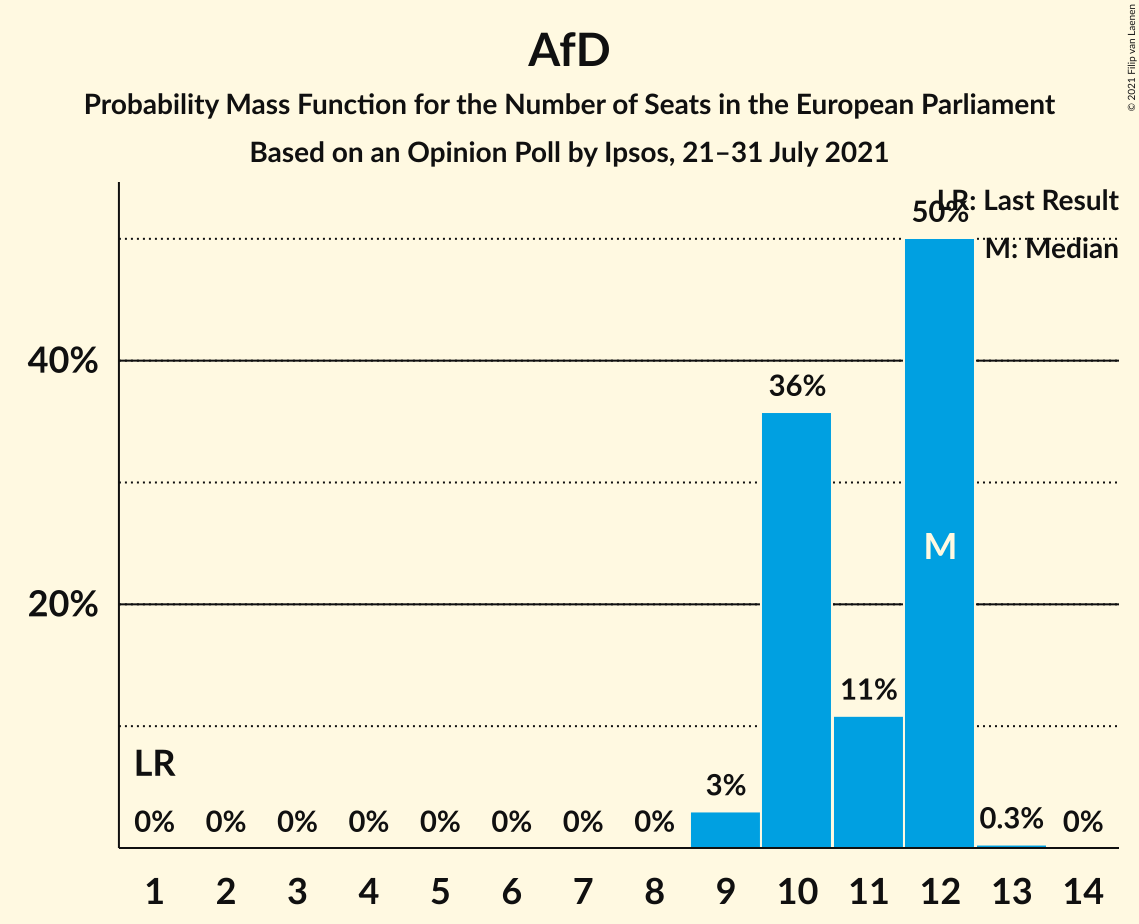 AfD
Probability Mass Function for the Number of Seats in the European Parliament
Based on an Opinion Poll by Ipsos, 21–31 July 2021
© 2021 Filip van Laenen
LR: Last Result
M: Median
50%
40%
36%
M
20%
11%
LR
3%
0% 0% 0% 0% 0% 0% 0% 0% 0.3% 0%
1 2 3 4 5 6 7 8 9 10 11 12 13 14